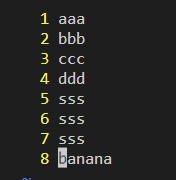 1 aaa
2 bbb
3 ccc
4 ddd
5 sss
6 sss
7 sss
8 banana